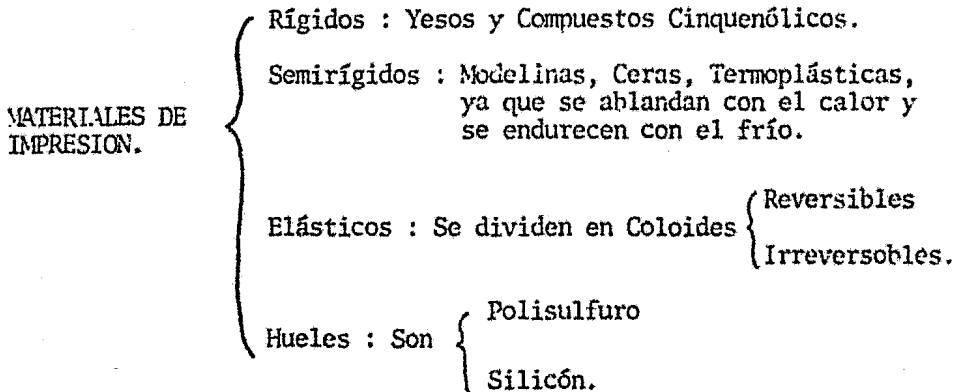 Rígidos : Yesos y Compuestos Cinquenólicos.
Semirígidos : Modelinas, Ceras, Termoplásticas,
ya que se ablandan con el calor y
se endurecen con el frío.
MATERIALES DE
IMPRESION.
Elásticos : Se dividen en Coloides
Reversibles
Irreversobles.
Hueles : Son
Polisulfuro
Silicón.